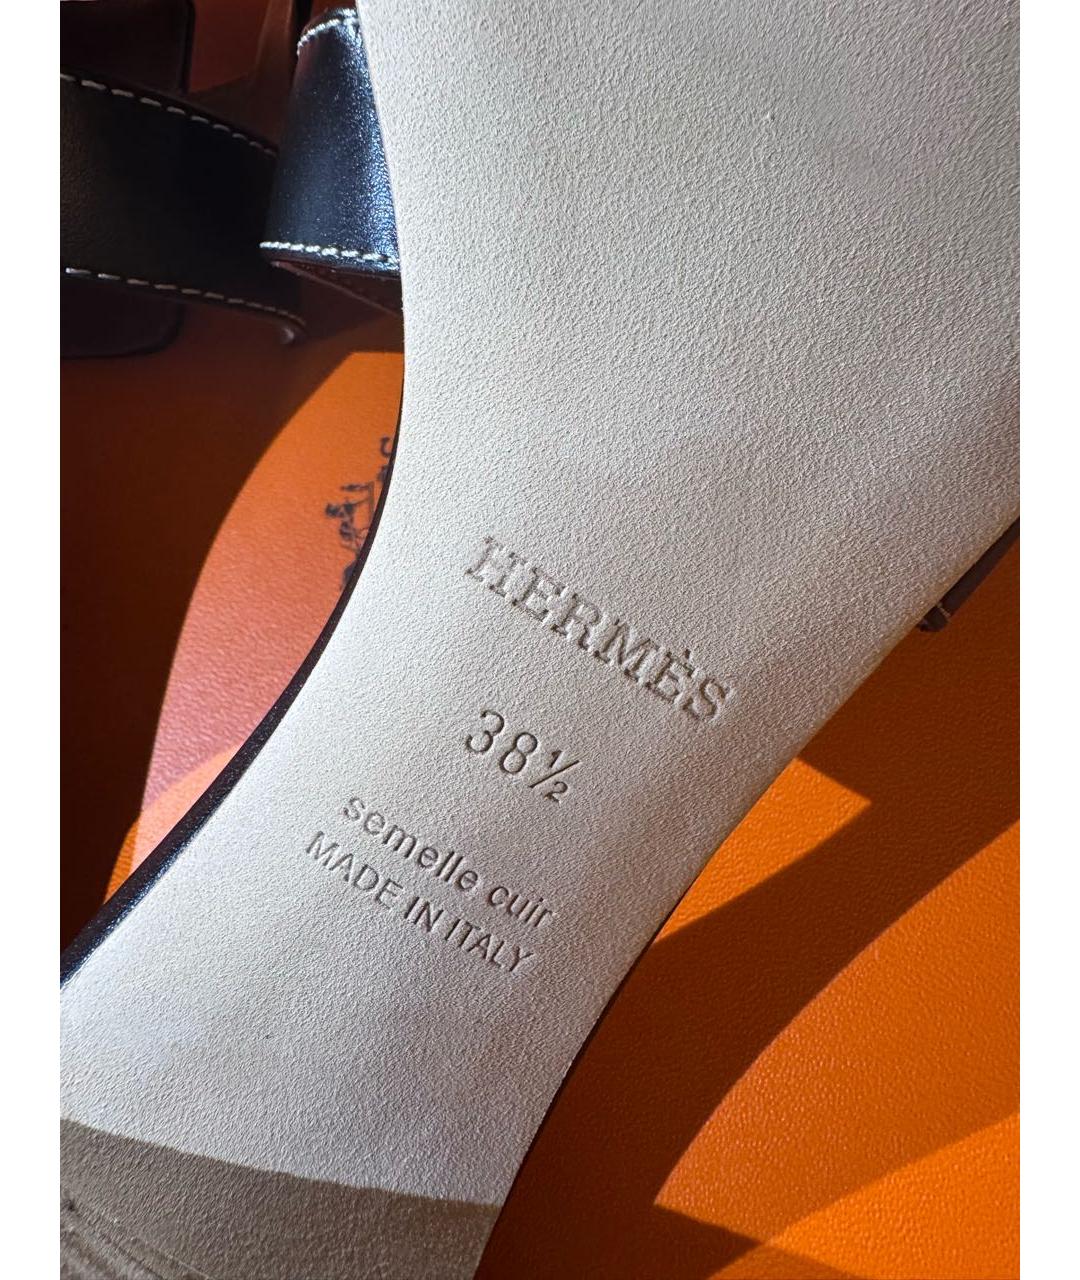 HERMÈS
38½
semelle cuir
MADE IN ITALY